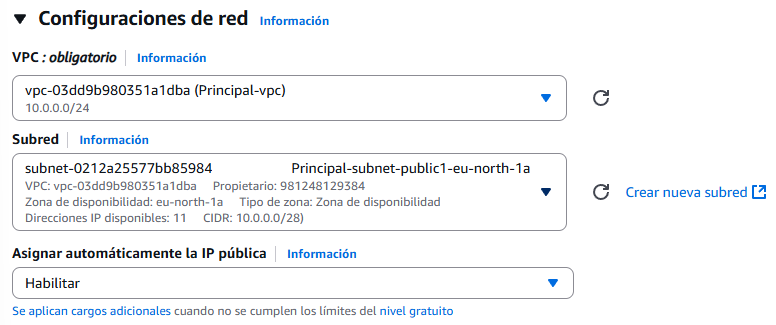 Configuraciones de red Información
VPC : obligatorio Información
vpc-03dd9b980351a1dba (Principal-vpc)
10.0.0.0/24
Subred Información
subnet-0212a25577bb85984 Principal-subnet-public1-eu-north-1a
VPC: vpc-03dd9b980351a1dba Propietario: 981248129384
Zona de disponibilidad: eu-north-1a Tipo de zona: Zona de disponibilidad
Direcciones IP disponibles: 11 CIDR: 10.0.0.0/28)
Crear nueva subred
Asignar automáticamente la IP pública Información
Habilitar
Se aplican cargos adicionales cuando no se cumplen los límites del nivel gratuito